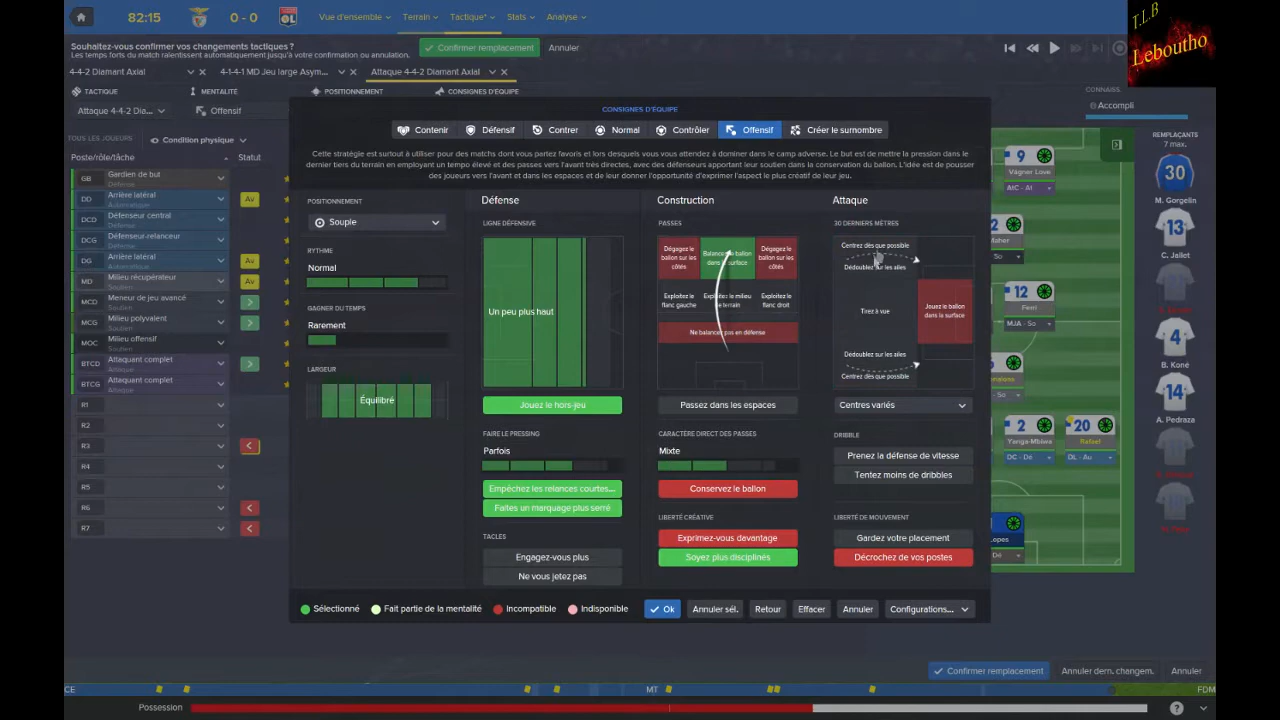 82:15
0 - 0
Vue d'ensemble
Terrain
Tactique*
Stats
Analyse
T.L.B
Leboutho
Souhaitez-vous confirmer vos changements tactiques ?
Les temps forts du match ralentissent automatiquement jusqu'à votre confirmation ou annulation.
Confirmer remplacement
Annuler
4-4-2 Diamant Axial
4-1-4-1 MD Jeu large Asym...
Attaque 4-4-2 Diamant Axial
TACTIQUE
MENTALITÉ
POSITIONNEMENT
CONSIGNES D'ÉQUIPE
CONNAISS.
Attaque 4-4-2 Dia...
Offensif
Accompli
CONSIGNES D'ÉQUIPE
Contenir
Défensif
Contrer
Normal
Contrôler
Offensif
Créer le surnombre
Cette stratégie est surtout à utiliser pour des matchs dont vous partez favoris et lors desquels vous vous attendez à dominer dans le camp adverse. Le but est de mettre la pression dans le
dernier tiers du terrain en employant un tempo élevé et des passes vers l'avant très directes, avec des défenseurs apportant leur soutien dans la conservation du ballon. L'idée est de pousser
des joueurs vers l'avant et dans les espaces et de leur donner l'opportunité d'exprimer l'aspect le plus créatif de leur jeu.
TOUS LES JOUEURS
Condition physique
Poste/rôle/tâche
Statut
GB
Gardien de but
Défense
DD
Arrière latéral
Automatique
Av
DCD
Défenseur central
Défense
DCG
Défenseur-relanceur
Défense
DG
Arrière latéral
Automatique
Av
MD
Milieu récupérateur
Soutien
Av
MCD
Meneur de jeu avancé
Soutien
MCG
Milieu polyvalent
Soutien
MOC
Milieu offensif
Soutien
BTCD
Attaquant complet
Soutien
BTCG
Attaquant complet
Attaque
R1
R2
R3
R4
R5
R6
R7
POSITIONNEMENT
Souple
RYTHME
Normal
GAGNER DU TEMPS
Rarement
LARGEUR
Équilibré
Défense
LIGNE DÉFENSIVE
Un peu plus haut
Jouez le hors-jeu
FAIRE LE PRESSING
Parfois
Empêchez les relances courtes...
Faites un marquage plus serré
TACLES
Engagez-vous plus
Ne vous jetez pas
Construction
PASSES
Dégagez le
ballon sur les
côtés
Dégagez le
ballon sur les
côtés
Exploitez le
flanc gauche
Exploitez le
flanc droit
Passez dans les espaces
CARACTÈRE DIRECT DES PASSES
Mixte
Conservez le ballon
LIBERTÉ CRÉATIVE
Exprimez-vous davantage
Soyez plus disciplinés
Attaque
30 DERNIERS MÈTRES
Centrez dès que possible
Dédoublez sur les ailes
Tirez à vue
Jouez le ballon
dans la surface
Dédoublez sur les ailes
Centrez dès que possible
Centres variés
DRIBBLE
Prenez la défense de vitesse
Tentez moins de dribbles
LIBERTÉ DE MOUVEMENT
Gardez votre placement
Décrochez de vos postes
Sélectionné
Fait partie de la mentalité
Incompatible
Indisponible
Ok
Annuler sél.
Retour
Effacer
Annuler
Configurations...
9
Vágner Love
AtC - At
Maher
So
12
Ferri
MJA - So
So
2
Yanga-Mbiwa
DC - Dé
20
Rafael
DL - Au
Lopes
Dé
REMPLAÇANTS
7 max.
30
M. Gorgelin
13
C. Jallet
4
B. Koné
14
A. Pedraza
Confirmer remplacement
Annuler dern. changem.
Annuler
CE
MT
FDM
Possession